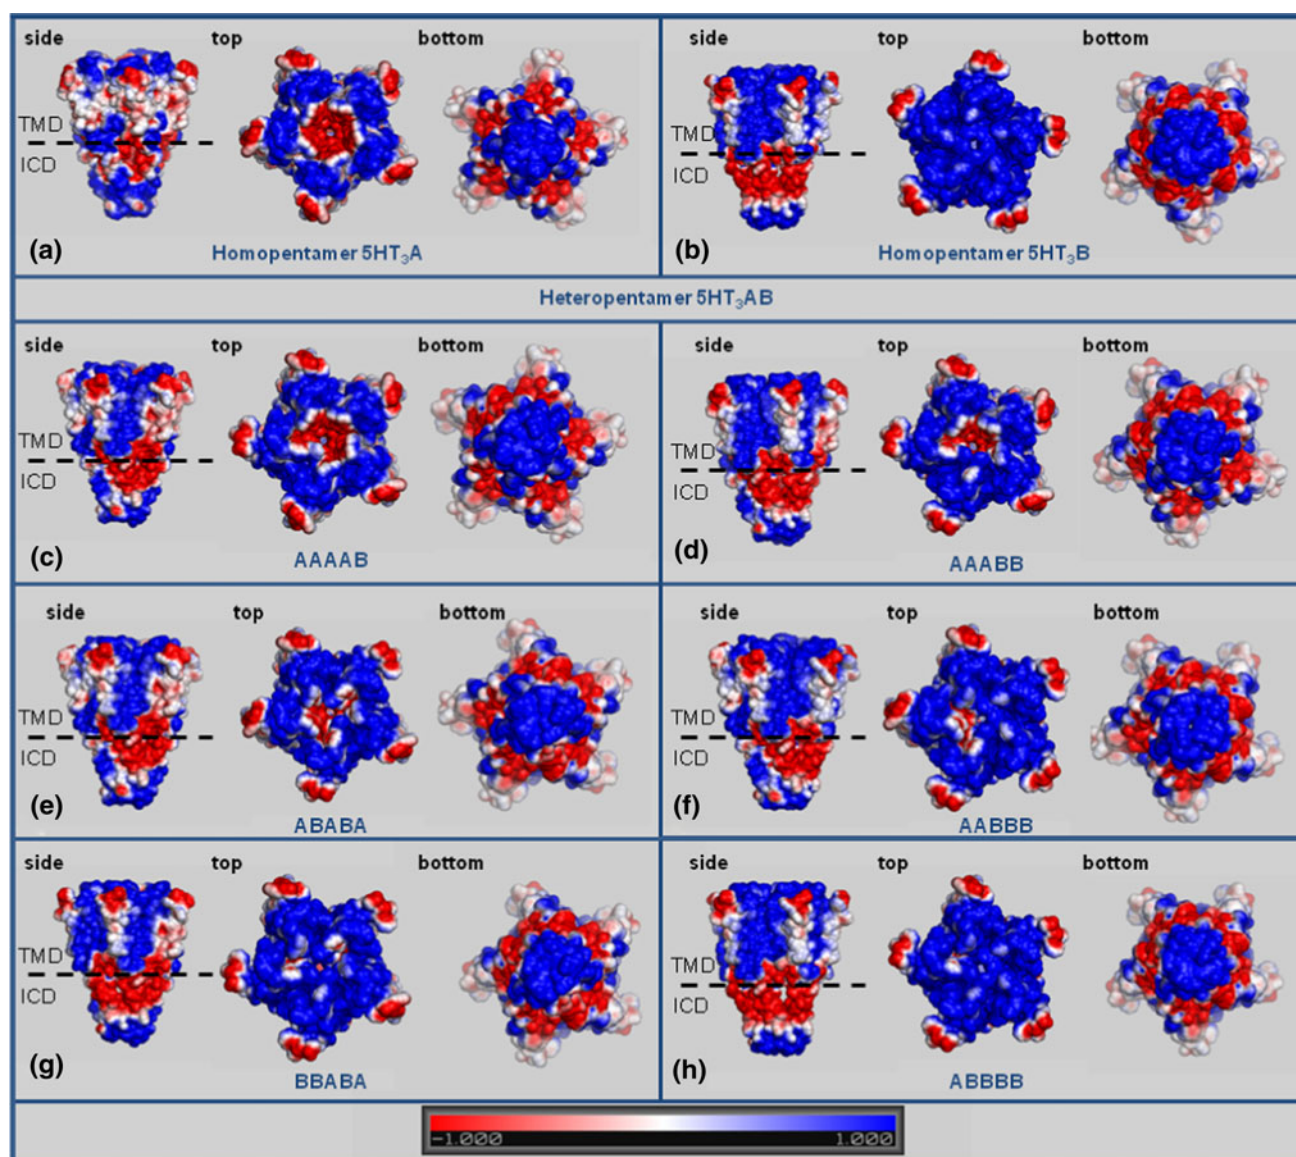 side top bottom
TMD
ICD
(a) Homopentamer 5HT₃A
side top bottom
TMD
ICD
(b) Homopentamer 5HT₃B
Heteropentamer 5HT₃AB
side top bottom
TMD
ICD
(c) AAAAB
side top bottom
TMD
ICD
(d) AAABB
side top bottom
TMD
ICD
(e) ABABA
side top bottom
TMD
ICD
(f) AABBB
side top bottom
TMD
ICD
(g) BBABA
side top bottom
TMD
ICD
(h) ABBBB
-1.000 1.000